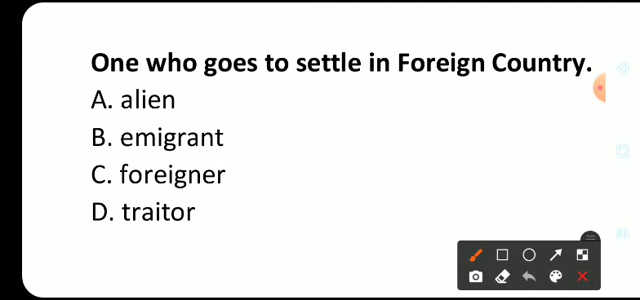 One who goes to settle in Foreign Country.
A. alien
B. emigrant
C. foreigner
D. traitor